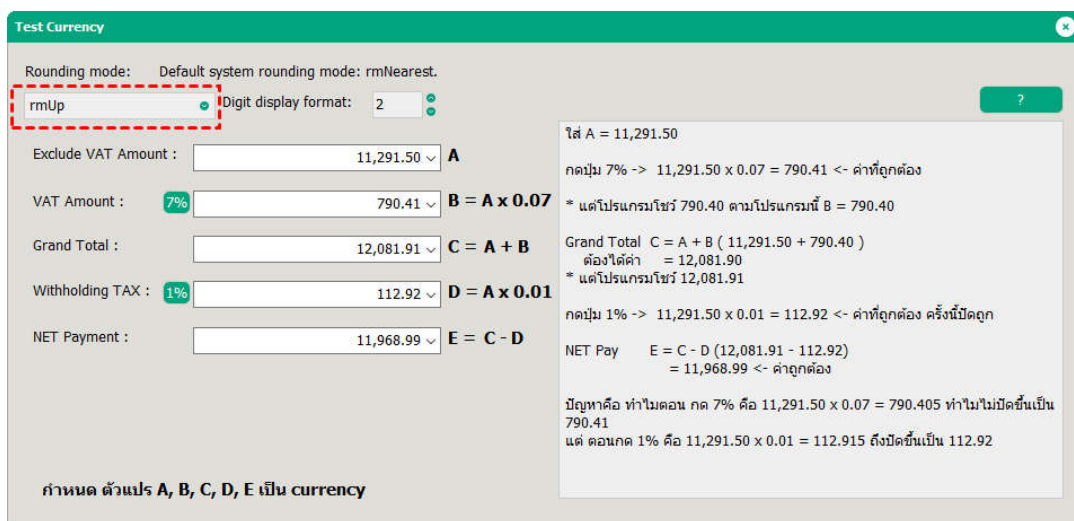 Test Currency
Rounding mode: Default system rounding mode: rmNearest.
rmUp Digit display format: 2
?
Exclude VAT Amount : 11,291.50 A
VAT Amount : 7% 790.41 B = A x 0.07
Grand Total : 12,081.91 C = A + B
Withholding TAX : 1% 112.92 D = A x 0.01
NET Payment : 11,968.99 E = C - D
กำหนด ตัวแปร A, B, C, D, E เป็น currency
ใส่ A = 11,291.50
กดปุ่ม 7% -> 11,291.50 x 0.07 = 790.41 <- ค่าที่ถูกต้อง
* แต่โปรแกรมโชว์ 790.40 ตามโปรแกรมนี้ B = 790.40
Grand Total C = A + B ( 11,291.50 + 790.40 )
ต้องได้ค่า = 12,081.90
* แต่โปรแกรมโชว์ 12,081.91
กดปุ่ม 1% -> 11,291.50 x 0.01 = 112.92 <- ค่าที่ถูกต้อง ครั้งนี้ปัดถูก
NET Pay E = C - D (12,081.91 - 112.92)
= 11,968.99 <- ค่าถูกต้อง
ปัญหาคือ ทำไมตอน กด 7% คือ 11,291.50 x 0.07 = 790.405 ทำไมไม่ปัดขึ้นเป็น
790.41
แต่ ตอนกด 1% คือ 11,291.50 x 0.01 = 112.915 ถึงปัดขึ้นเป็น 112.92